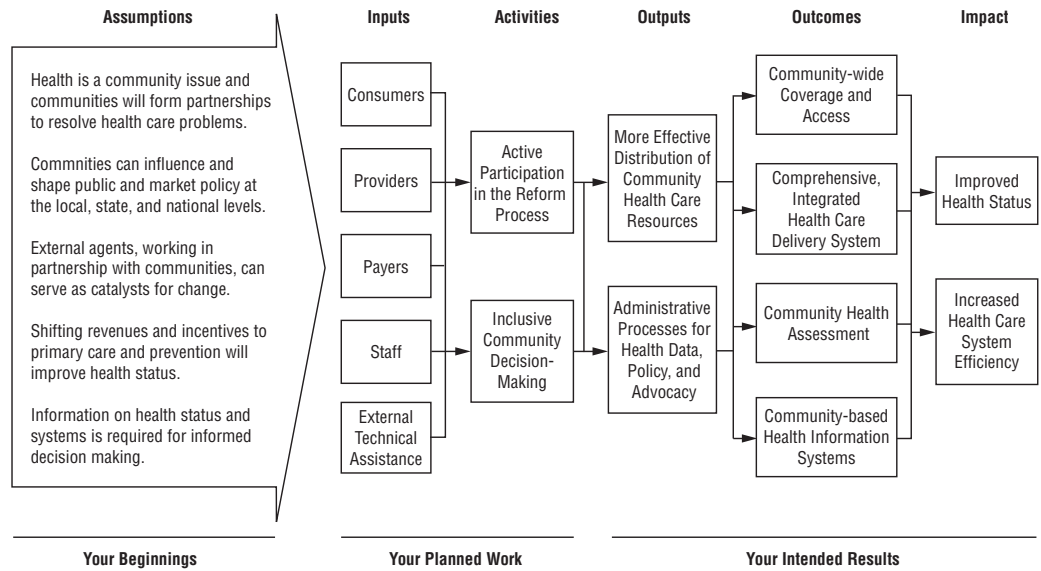 Assumptions
Inputs
Activities
Outputs
Outcomes
Impact
Health is a community issue and
communities will form partnerships
to resolve health care problems.
Commnities can influence and
shape public and market policy at
the local, state, and national levels.
External agents, working in
partnership with communities, can
serve as catalysts for change.
Shifting revenues and incentives to
primary care and prevention will
improve health status.
Information on health status and
systems is required for informed
decision making.
Consumers
Providers
Payers
Staff
External
Technical
Assistance
Active
Participation
in the Reform
Process
Inclusive
Community
Decision-
Making
More Effective
Distribution of
Community
Health Care
Resources
Administrative
Processes for
Health Data,
Policy, and
Advocacy
Community-wide
Coverage and
Access
Comprehensive,
Integrated
Health Care
Delivery System
Community Health
Assessment
Community-based
Health Information
Systems
Improved
Health Status
Increased
Health Care
System
Efficiency
Your Beginnings
Your Planned Work
Your Intended Results